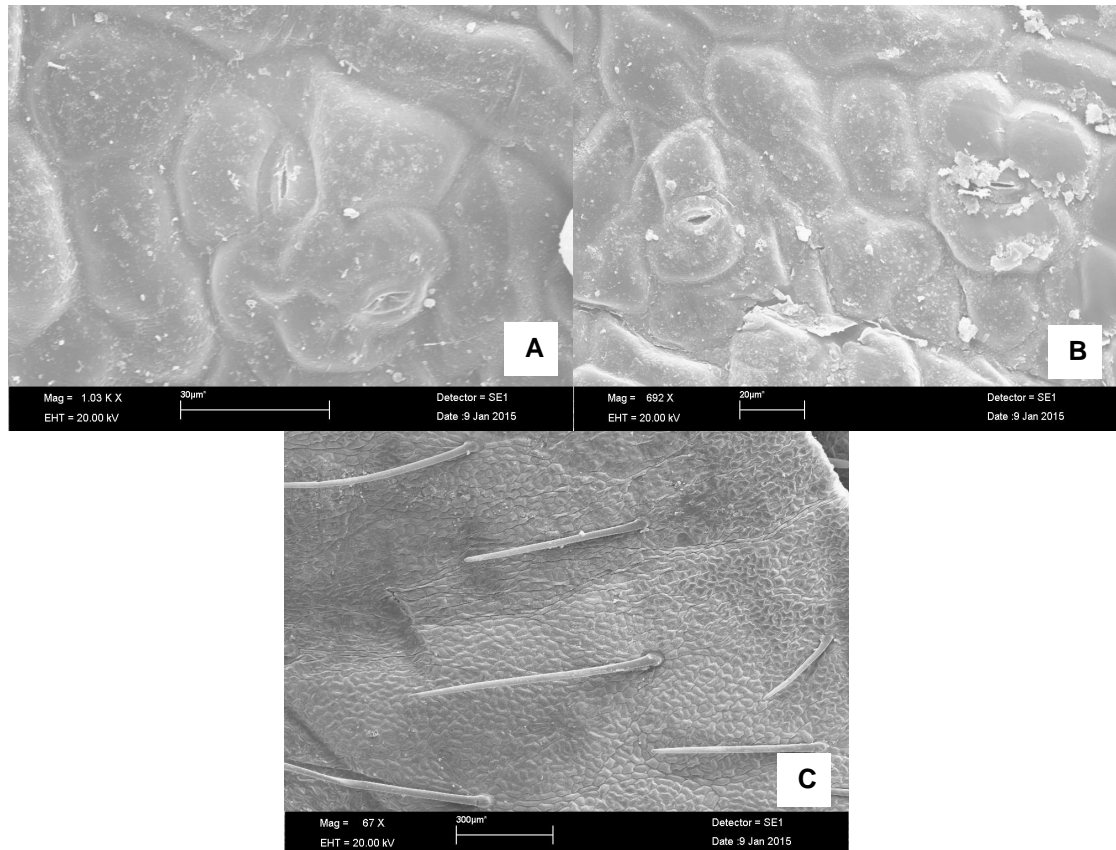 A
Mag = 1.03 K X
30µm*
Detector = SE1
EHT = 20.00 kV
Date :9 Jan 2015
B
Mag = 692 X
20µm*
Detector = SE1
EHT = 20.00 kV
Date :9 Jan 2015
C
Mag = 67 X
300µm*
Detector = SE1
EHT = 20.00 kV
Date :9 Jan 2015